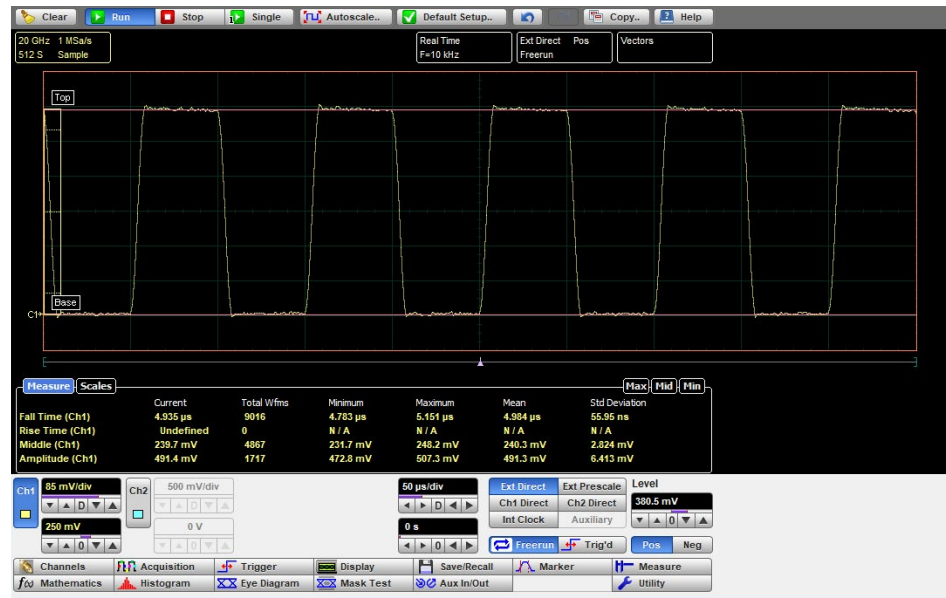 Clear Run Stop Single Autoscale.. Default Setup.. Copy.. Help
20 GHz 1 MSa/s Real Time Ext Direct Pos Vectors
512 S Sample F=10 kHz Freerun
Top
Base
C1
Measure Scales Max Mid Min
Current Total Wfms Minimum Maximum Mean Std Deviation
Fall Time (Ch1) 4.935 µs 9016 4.783 µs 5.151 µs 4.984 µs 55.95 ns
Rise Time (Ch1) Undefined 0 N / A N / A N / A N / A
Middle (Ch1) 239.7 mV 4867 231.7 mV 248.2 mV 240.3 mV 2.824 mV
Amplitude (Ch1) 491.4 mV 1717 472.8 mV 507.3 mV 491.3 mV 6.413 mV
Ch1 85 mV/div Ch2 500 mV/div 50 µs/div Ext Direct Ext Prescale Level
D D D Ch1 Direct Ch2 Direct 380.5 mV
250 mV 0 V 0 s Int Clock Auxiliary 0
0 0 0 Freerun Trig'd Pos Neg
Channels Acquisition Trigger Display Save/Recall Marker Measure
f∞ Mathematics Histogram Eye Diagram Mask Test Aux In/Out Utility